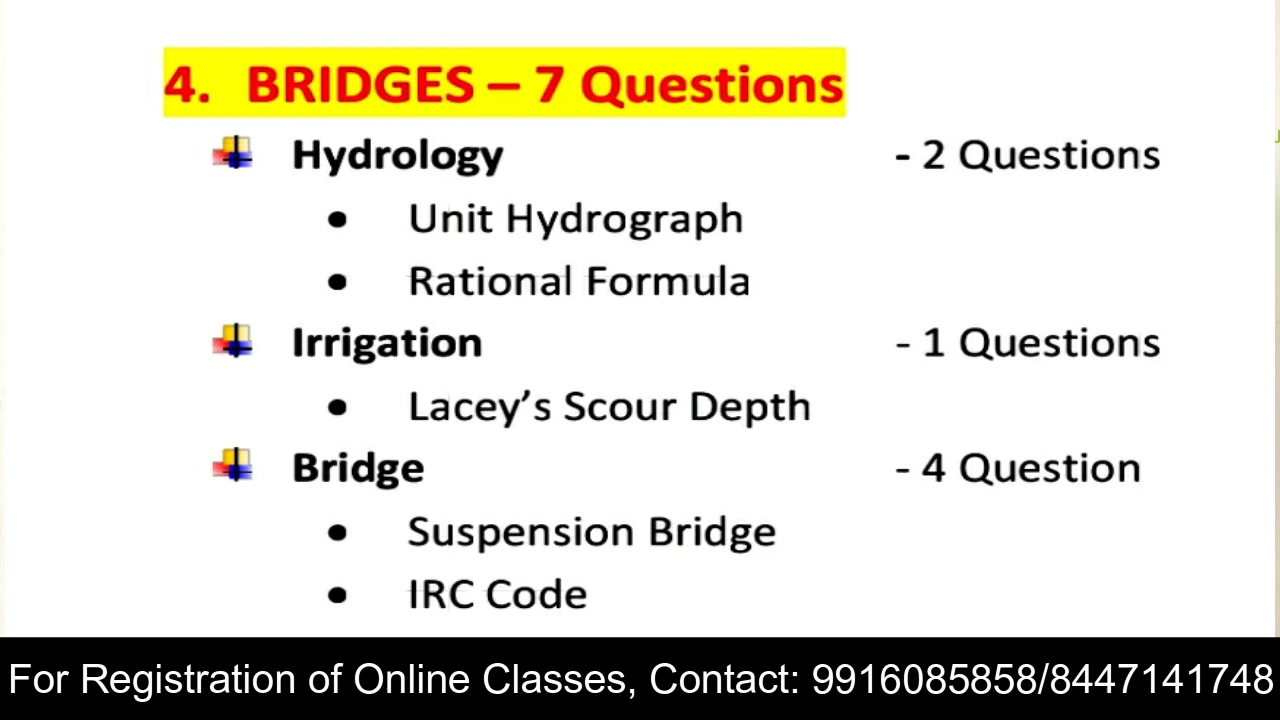 4. BRIDGES – 7 Questions
Hydrology - 2 Questions
• Unit Hydrograph
• Rational Formula
Irrigation - 1 Questions
• Lacey’s Scour Depth
Bridge - 4 Question
• Suspension Bridge
• IRC Code
For Registration of Online Classes, Contact: 9916085858/8447141748